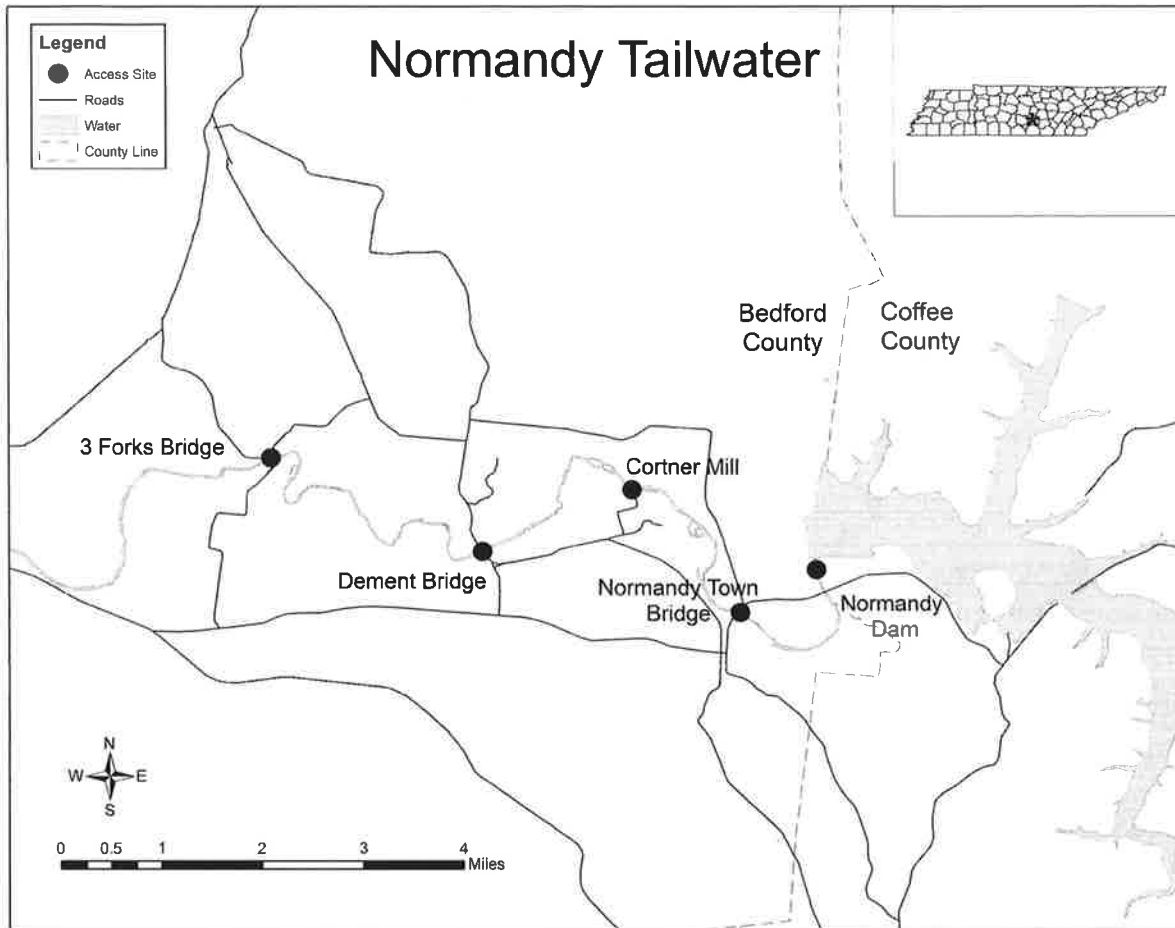 Normandy Tailwater
Legend
Access Site
Roads
Water
County Line
Bedford
County
Coffee
County
3 Forks Bridge
Cortner Mill
Dement Bridge
Normandy Town
Bridge
Normandy
Dam
N
W E
S
0 0.5 1 2 3 4
Miles